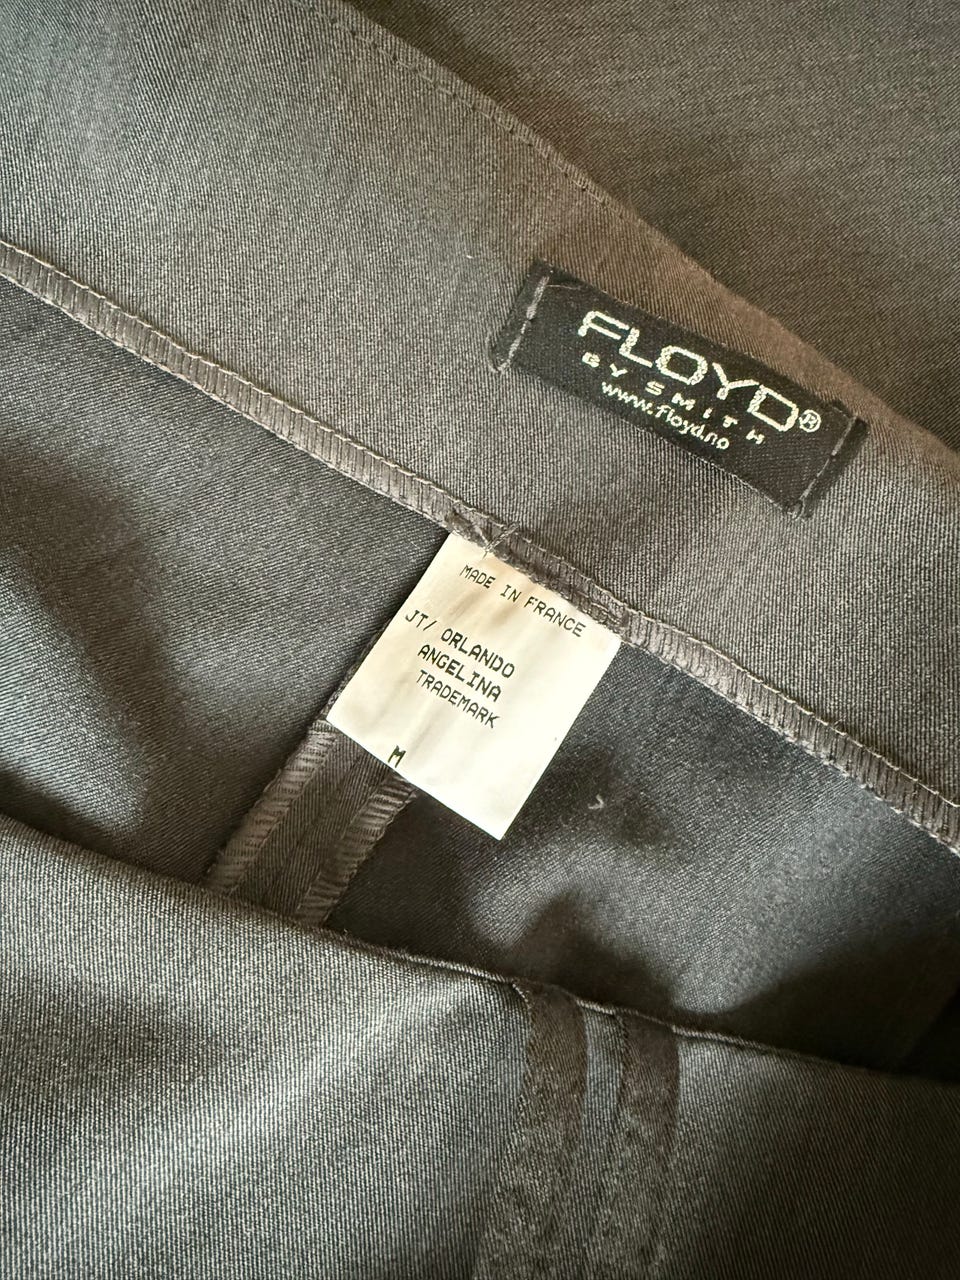 FLOYD®
BY SMITH
www.floyd.no
MADE IN FRANCE
JT/ ORLANDO
ANGELINA
TRADEMARK
M